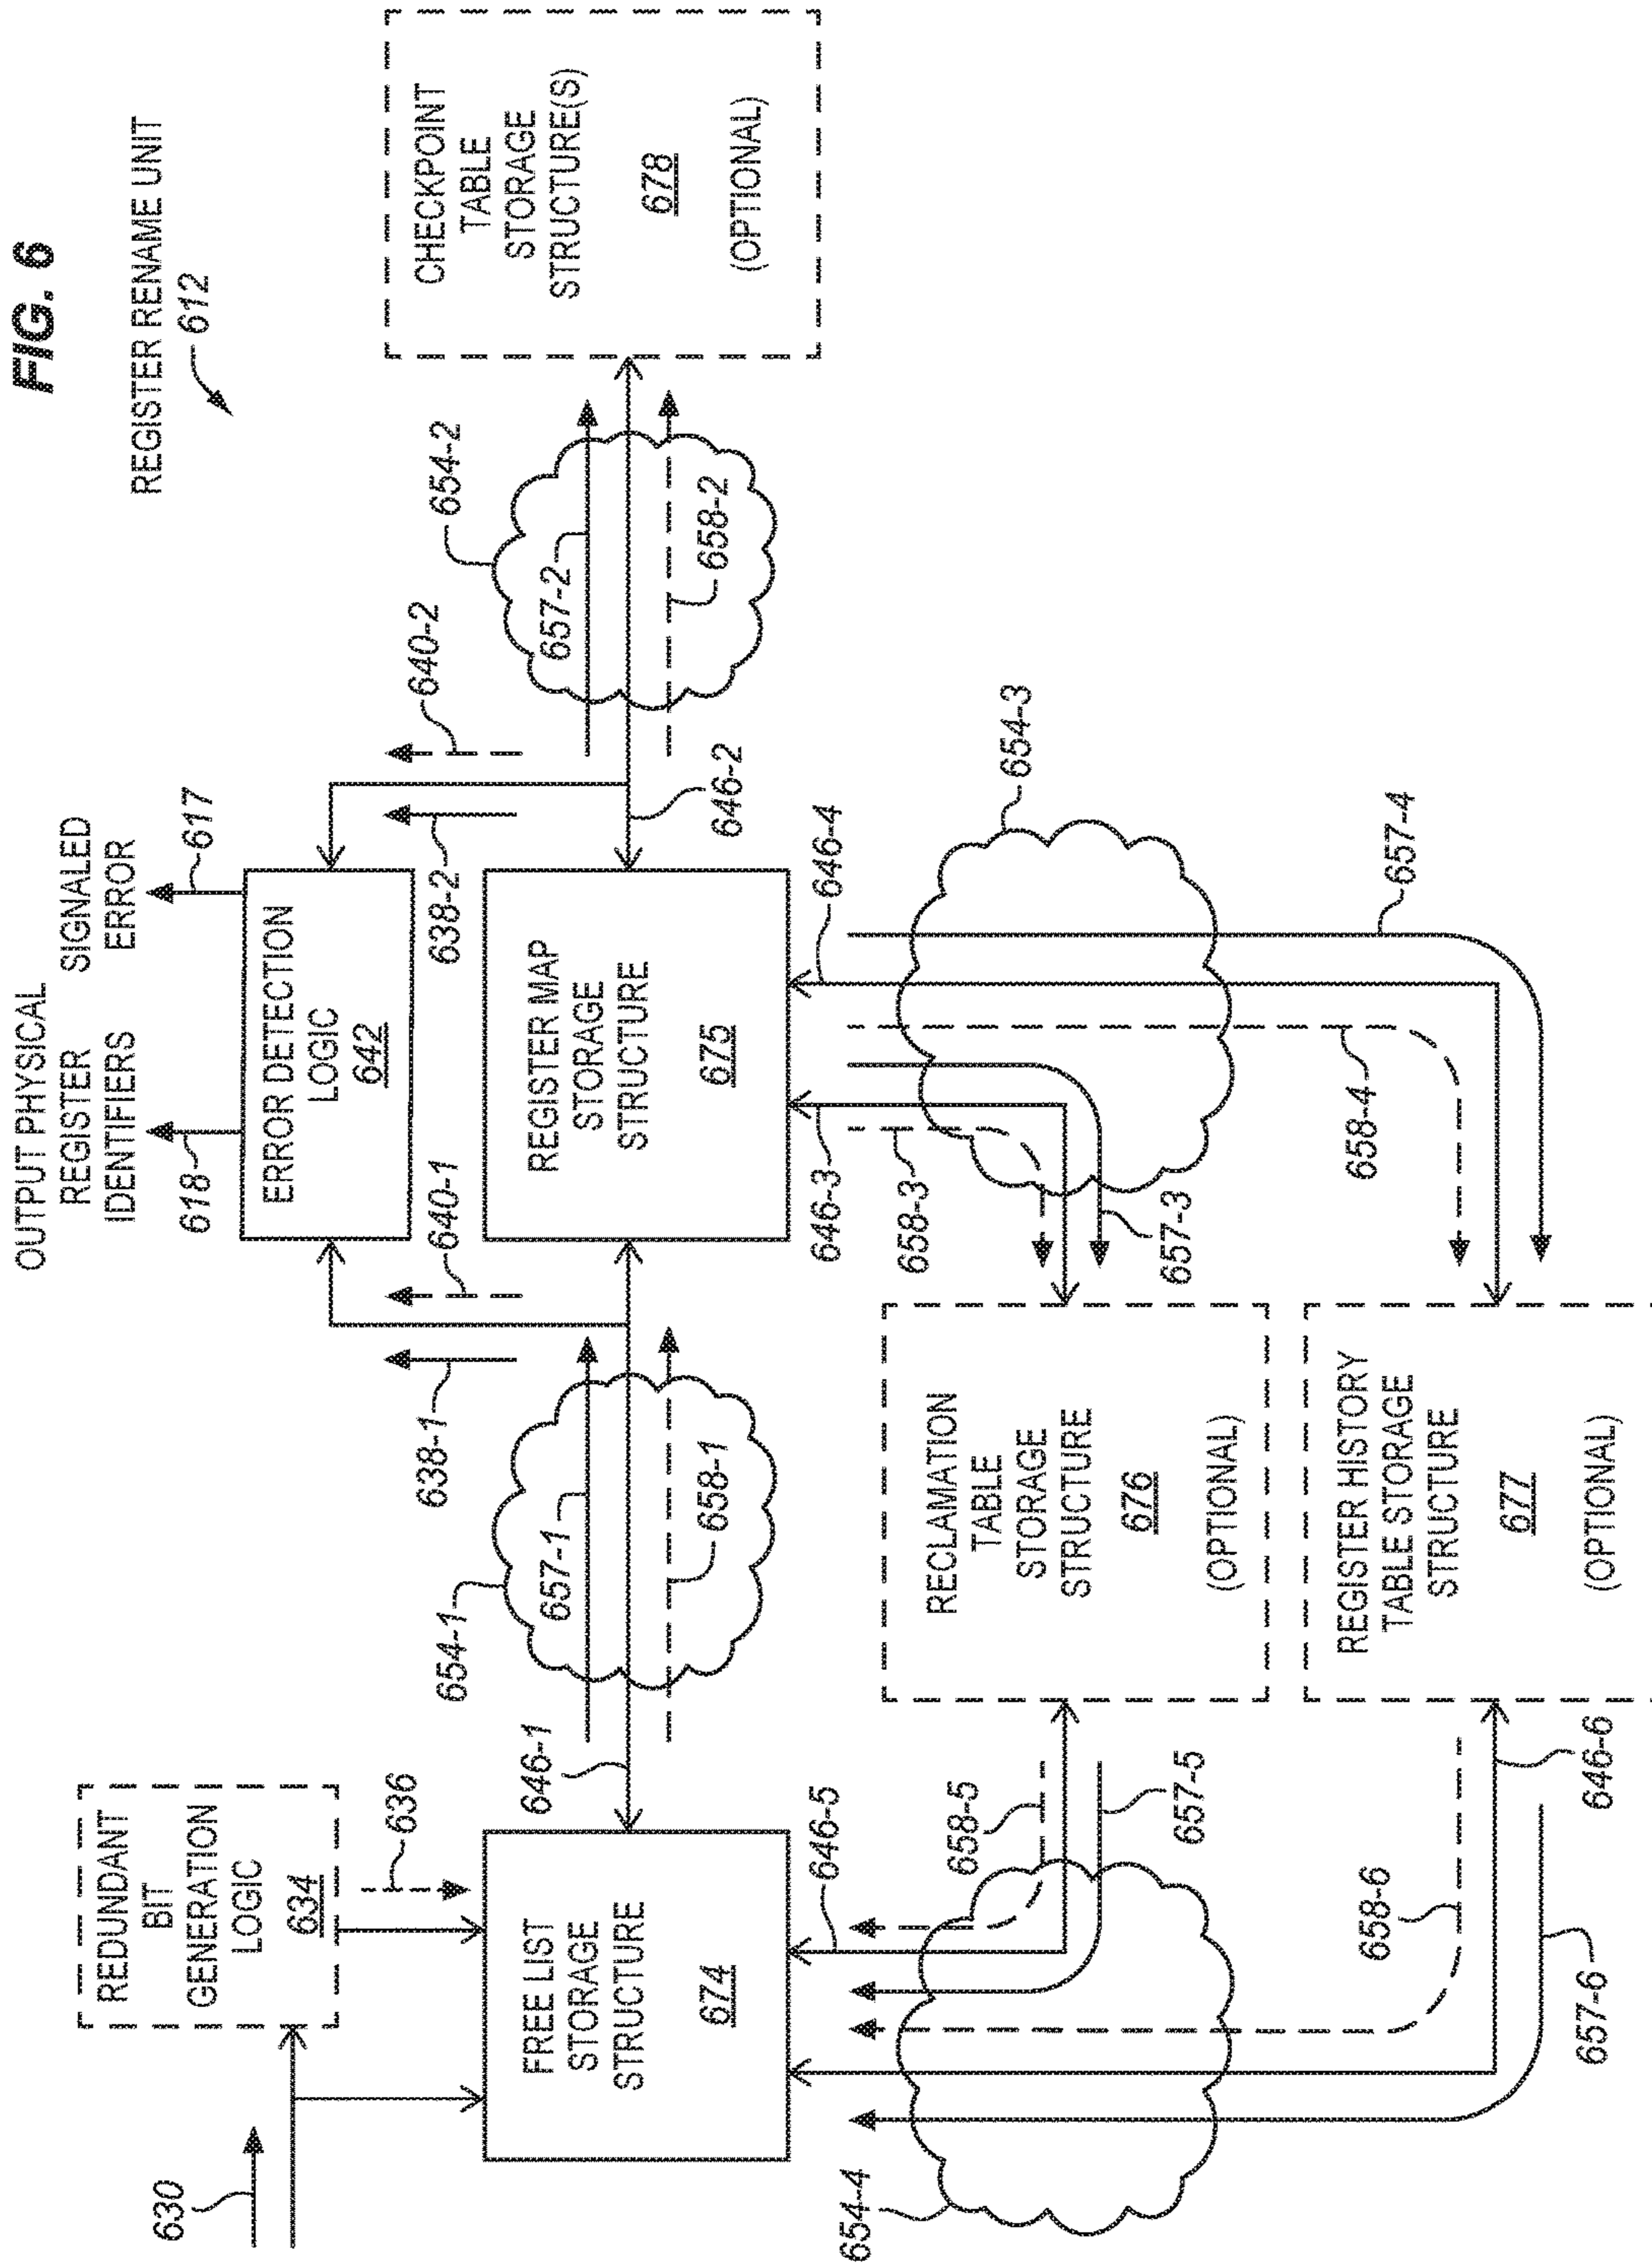 FIG. 6
REGISTER RENAME UNIT
612
OUTPUT PHYSICAL
REGISTER
IDENTIFIERS
SIGNALED
ERROR
618
617
REDUNDANT
BIT
GENERATION
LOGIC
634
630
636
ERROR DETECTION
LOGIC
642
638-1
640-1
638-2
640-2
FREE LIST
STORAGE
STRUCTURE
674
646-1
654-1
657-1
658-1
REGISTER MAP
STORAGE
STRUCTURE
675
646-2
654-2
657-2
658-2
CHECKPOINT
TABLE
STORAGE
STRUCTURE(S)
678
(OPTIONAL)
654-4
646-5
658-5
657-5
658-6
657-6
646-6
RECLAMATION
TABLE
STORAGE
STRUCTURE
676
(OPTIONAL)
646-3
658-3
657-3
646-4
654-3
658-4
657-4
REGISTER HISTORY
TABLE STORAGE
STRUCTURE
677
(OPTIONAL)